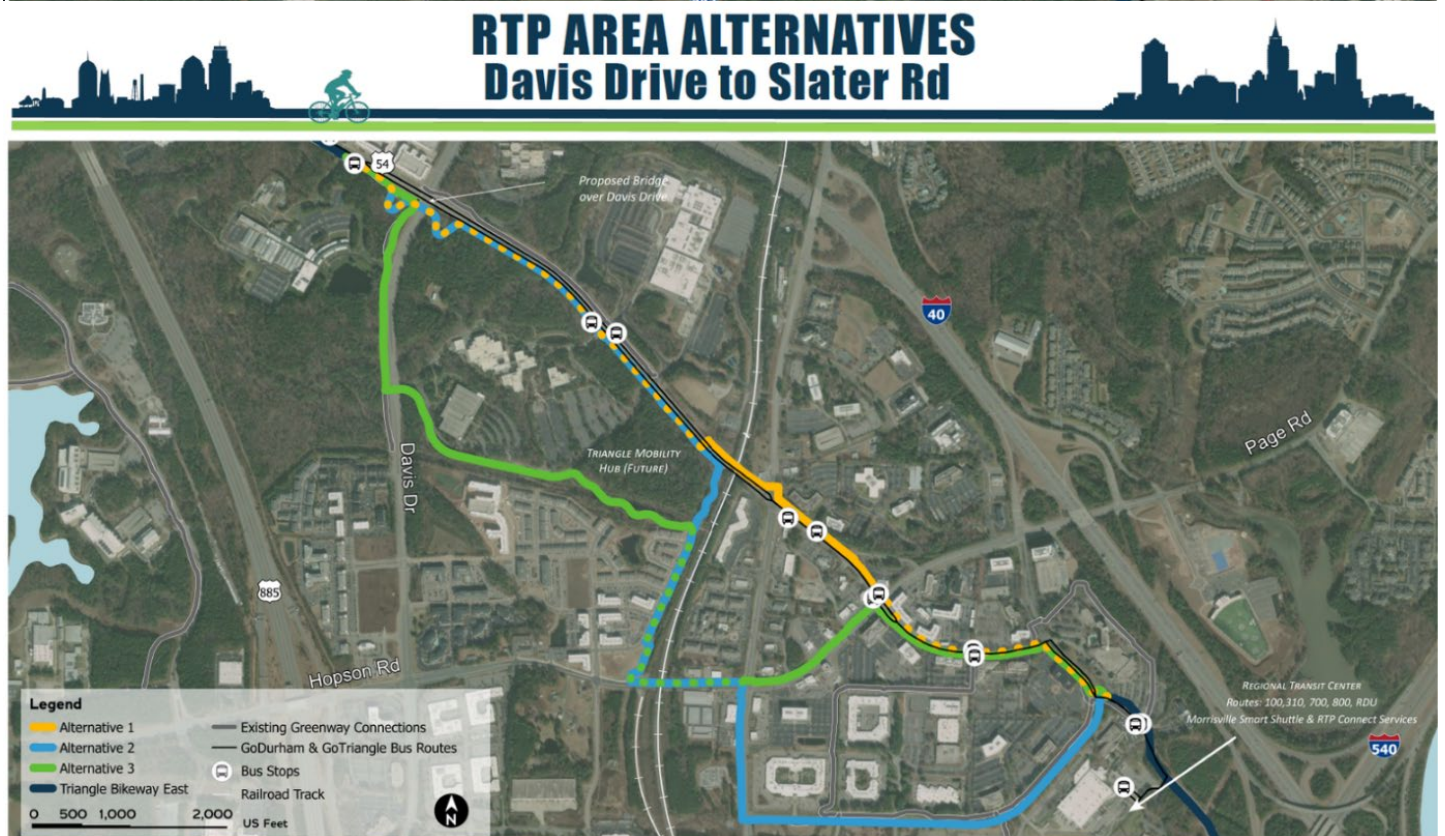 RTP AREA ALTERNATIVES
Davis Drive to Slater Rd
54
Proposed Bridge
over Davis Drive
40
Page Rd
TRIANGLE MOBILITY
HUB (FUTURE)
Davis Dr
885
Hopson Rd
REGIONAL TRANSIT CENTER
Routes: 100,310, 700, 800, RDU
Morrisville Smart Shuttle & RTP Connect Services
540
Legend
Alternative 1
Alternative 2
Alternative 3
Triangle Bikeway East
Existing Greenway Connections
GoDurham & GoTriangle Bus Routes
Bus Stops
Railroad Track
0 500 1,000 2,000
US Feet
N